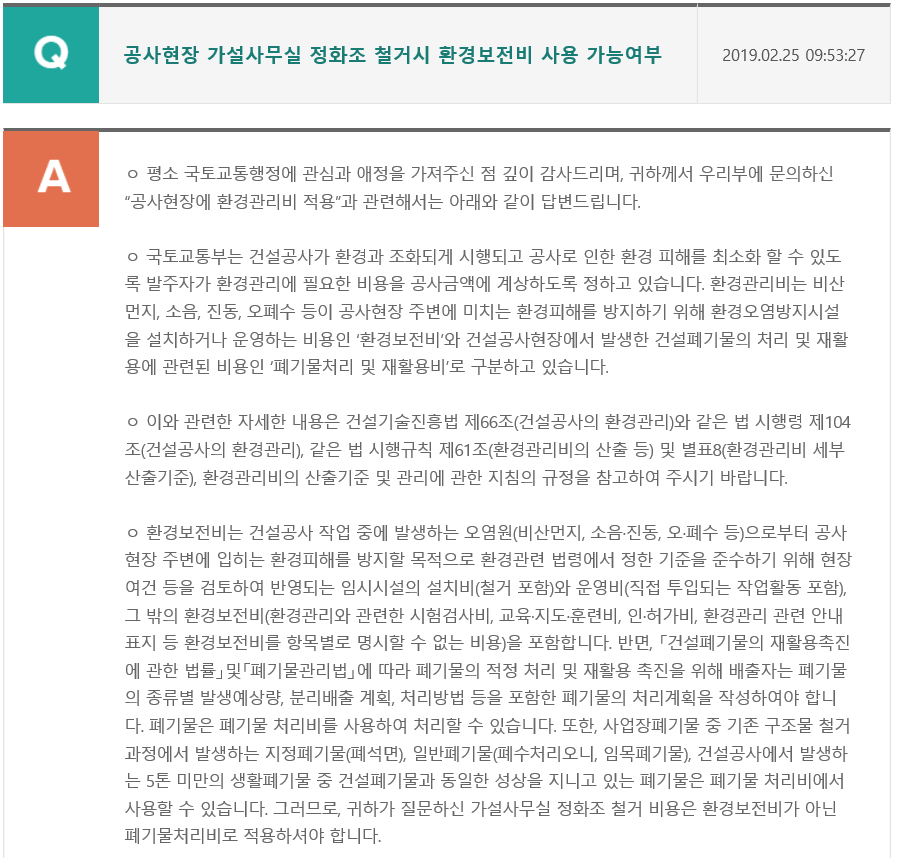 Q
공사현장 가설사무실 정화조 철거시 환경보전비 사용 가능여부
2019.02.25 09:53:27
A
ㅇ 평소 국토교통행정에 관심과 애정을 가져주신 점 깊이 감사드리며, 귀하께서 우리부에 문의하신
"공사현장에 환경관리비 적용"과 관련해서는 아래와 같이 답변드립니다.
ㅇ 국토교통부는 건설공사가 환경과 조화되게 시행되고 공사로 인한 환경 피해를 최소화 할 수 있도
록 발주자가 환경관리에 필요한 비용을 공사금액에 계상하도록 정하고 있습니다. 환경관리비는 비산
먼지, 소음, 진동, 오폐수 등이 공사현장 주변에 미치는 환경피해를 방지하기 위해 환경오염방지시설
을 설치하거나 운영하는 비용인 '환경보전비'와 건설공사현장에서 발생한 건설폐기물의 처리 및 재활
용에 관련된 비용인 '폐기물처리 및 재활용비'로 구분하고 있습니다.
ㅇ 이와 관련한 자세한 내용은 건설기술진흥법 제66조(건설공사의 환경관리)와 같은 법 시행령 제104
조(건설공사의 환경관리), 같은 법 시행규칙 제61조(환경관리비의 산출 등) 및 별표8(환경관리비 세부
산출기준), 환경관리비의 산출기준 및 관리에 관한 지침의 규정을 참고하여 주시기 바랍니다.
ㅇ 환경보전비는 건설공사 작업 중에 발생하는 오염원(비산먼지, 소음·진동, 오·폐수 등)으로부터 공사
현장 주변에 입히는 환경피해를 방지할 목적으로 환경관련 법령에서 정한 기준을 준수하기 위해 현장
여건 등을 검토하여 반영되는 임시시설의 설치비(철거 포함)와 운영비(직접 투입되는 작업활동 포함),
그 밖의 환경보전비(환경관리와 관련한 시험검사비, 교육·지도·훈련비, 인·허가비, 환경관리 관련 안내
표지 등 환경보전비를 항목별로 명시할 수 없는 비용)을 포함합니다. 반면, ｢건설폐기물의 재활용촉진
에 관한 법률｣및｢폐기물관리법｣에 따라 폐기물의 적정 처리 및 재활용 촉진을 위해 배출자는 폐기물
의 종류별 발생예상량, 분리배출 계획, 처리방법 등을 포함한 폐기물의 처리계획을 작성하여야 합니
다. 폐기물은 폐기물 처리비를 사용하여 처리할 수 있습니다. 또한, 사업장폐기물 중 기존 구조물 철거
과정에서 발생하는 지정폐기물(폐석면), 일반폐기물(폐수처리오니, 임목폐기물), 건설공사에서 발생하
는 5톤 미만의 생활폐기물 중 건설폐기물과 동일한 성상을 지니고 있는 폐기물은 폐기물 처리비에서
사용할 수 있습니다. 그러므로, 귀하가 질문하신 가설사무실 정화조 철거 비용은 환경보전비가 아닌
폐기물처리비로 적용하셔야 합니다.